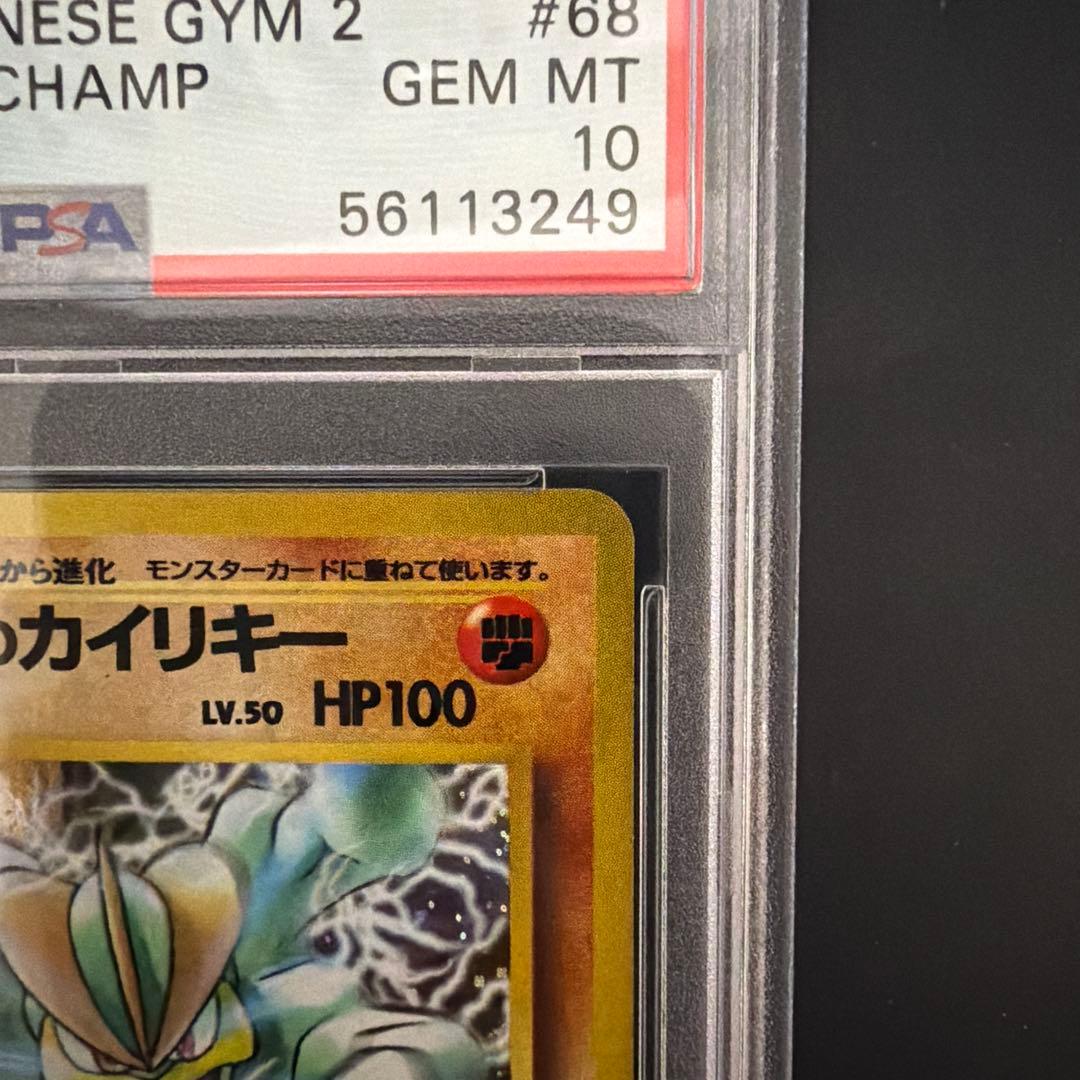 NESE GYM 2 #68
CHAMP GEM MT
10
PSA 56113249
から進化 モンスターカードに重ねて使います。
のカイリキー
LV.50 HP100